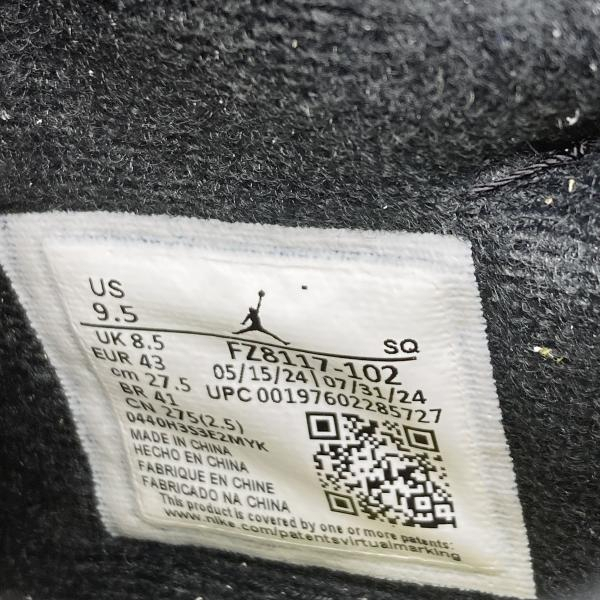 US
9.5
SQ
UK 8.5
FZ8117-102
EUR 43
05/15/24 | 07/31/24
cm 27.5
UPC 00197602285727
BR 41
CN 275(2.5)
0440H3S3E2MYK
MADE IN CHINA
HECHO EN CHINA
FABRIQUE EN CHINE
FABRICADO NA CHINA
This product is covered by one or more patents:
www.nike.com/patentsvirtualmarking